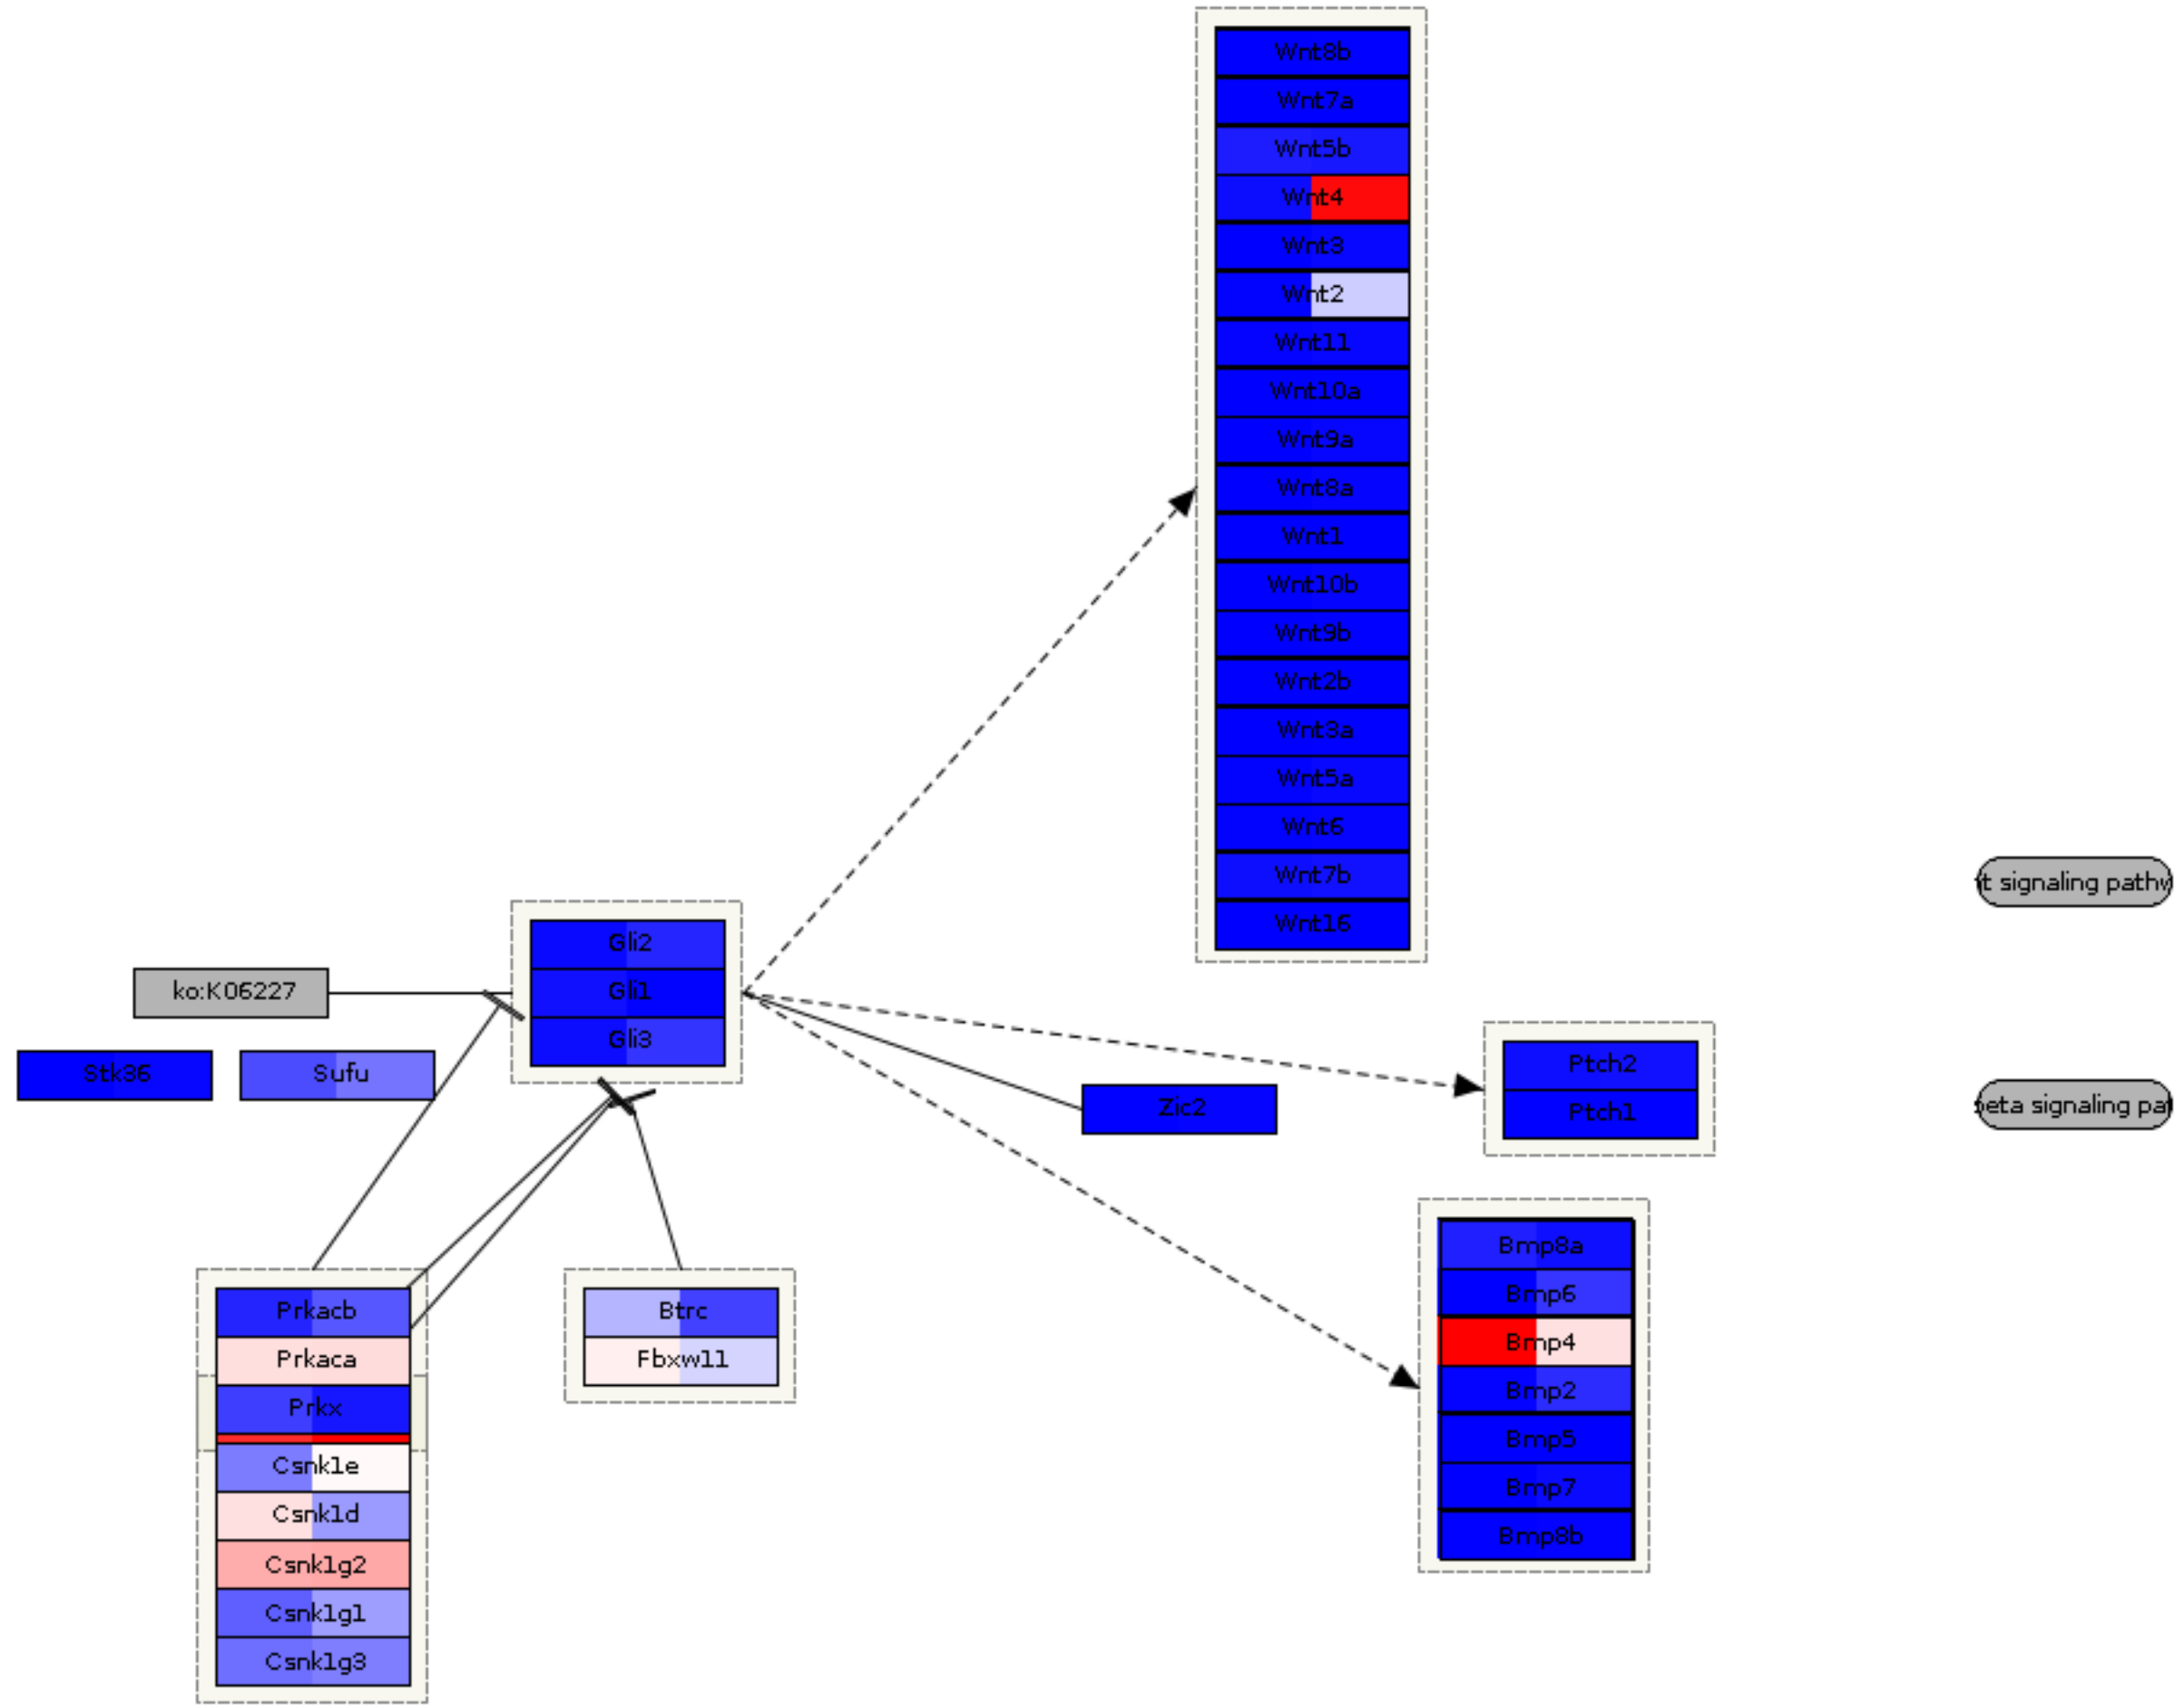 Wnt8b
Wnt7a
Wnt5b
Wnt4
Wnt3
Wnt2
Wnt11
Wnt10a
Wnt9a
Wnt8a
Wnt1
Wnt10b
Wnt9b
Wnt2b
Wnt3a
Wnt5a
Wnt6
Wnt7b
Wnt16
t signaling pathw
Gli2
Gli1
Gli3
ko:K06227
Stk36
Sufu
Zic2
Ptch2
Ptch1
beta signaling pat
Prkacb
Prkaca
Prkx
Csnk1e
Csnk1d
Csnk1g2
Csnk1g1
Csnk1g3
Btrc
Fbxw11
Bmp8a
Bmp6
Bmp4
Bmp2
Bmp5
Bmp7
Bmp8b